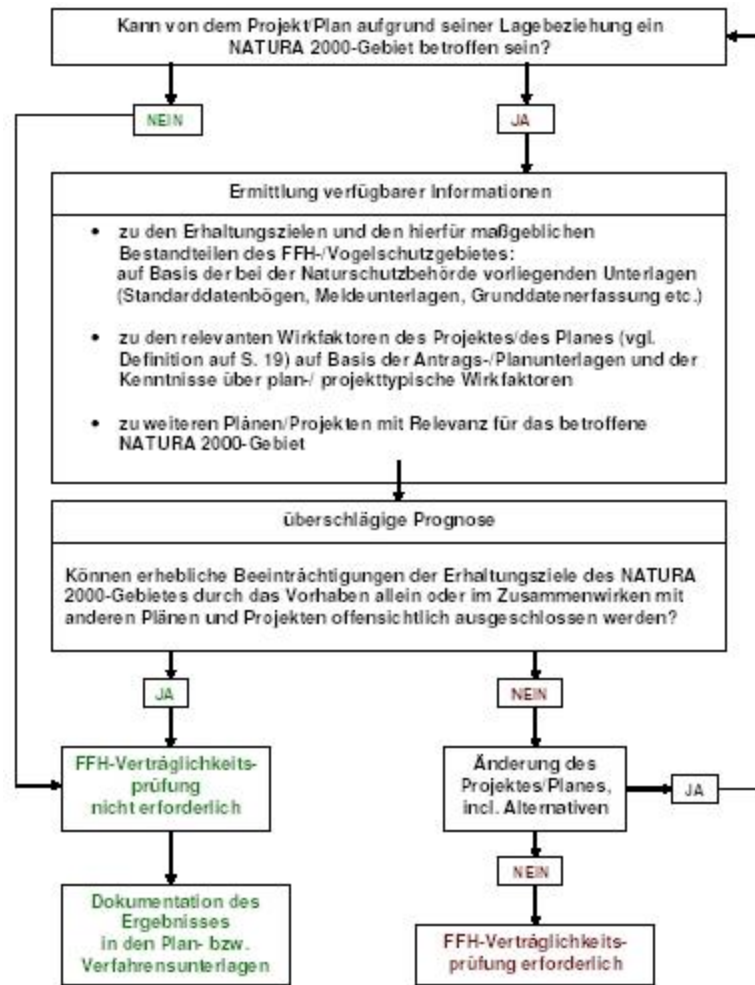 Kann von dem Projekt/Plan aufgrund seiner Lagebeziehung ein
NATURA 2000-Gebiet betroffen sein?
NEIN
JA
Ermittlung verfügbarer Informationen
• zu den Erhaltungszielen und den hierfür maßgeblichen
Bestandteilen des FFH-/Vogelschutzgebietes:
auf Basis der bei der Naturschutzbehörde vorliegenden Unterlagen
(Standarddatenbögen, Meldeunterlagen, Grunddatenerfassung etc.)
• zu den relevanten Wirkfaktoren des Projektes/des Planes (vgl.
Definition auf S. 19) auf Basis der Antrags-/Planunterlagen und der
Kenntnisse über plan-/ projekttypische Wirkfaktoren
• zu weiteren Plänen/Projekten mit Relevanz für das betroffene
NATURA 2000-Gebiet
überschlägige Prognose
Können erhebliche Beeinträchtigungen der Erhaltungsziele des NATURA
2000-Gebietes durch das Vorhaben allein oder im Zusammenwirken mit
anderen Plänen und Projekten offensichtlich ausgeschlossen werden?
JA
NEIN
FFH-Verträglichkeits-
prüfung
nicht erforderlich
Änderung des
Projektes/Planes,
incl. Alternativen
JA
NEIN
Dokumentation des
Ergebnisses
in den Plan- bzw.
Verfahrensunterlagen
FFH-Verträglichkeits-
prüfung erforderlich